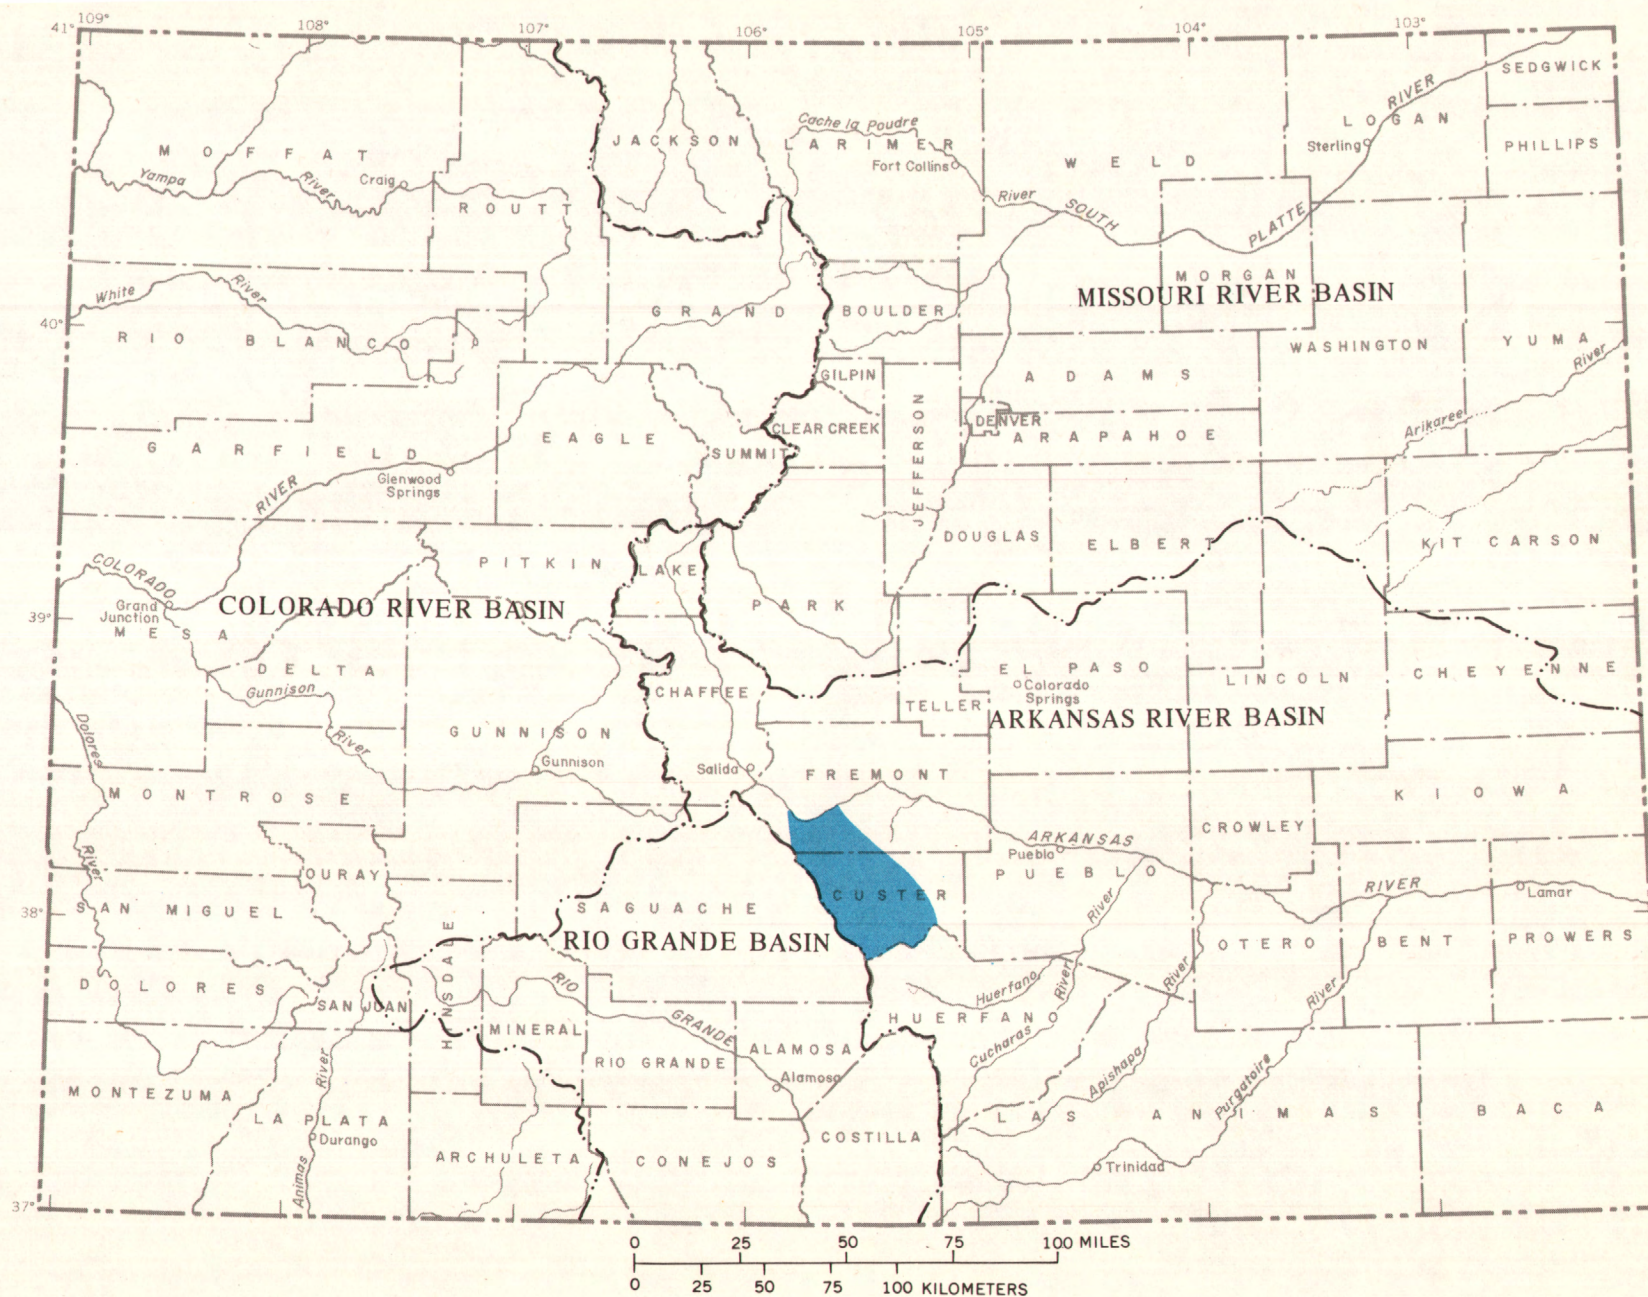 109° 108° 107° 106° 105° 104° 103°
41°
SEDGWICK
RIVER
LOGAN
JACKSON
Cache la Poudre
LARIMER
Sterling
PHILLIPS
MOFFAT
Fort Collins
WELD
Yampa River
Craig
ROUTT
River
SOUTH PLATTE
MORGAN
White River
MISSOURI RIVER BASIN
GRAND
BOULDER
40°
RIO BLANCO
WASHINGTON
YUMA
River
GILPIN
ADAMS
JEFFERSON
DENVER
Arikaree
CLEAR CREEK
ARAPAHOE
EAGLE
GARFIELD
SUMMIT
Glenwood
Springs
RIVER
DOUGLAS
ELBERT
KIT CARSON
PITKIN
LAKE
COLORADO
COLORADO RIVER BASIN
PARK
Grand
Junction
39°
MESA
DELTA
EL PASO
CHEYENNE
LINCOLN
Gunnison
CHAFFEE
Colorado
Springs
TELLER
ARKANSAS RIVER BASIN
Dolores
River
GUNNISON
Gunnison
Salida
FREMONT
MONTROSE
KIOWA
CROWLEY
ARKANSAS
Pueblo
River
OURAY
PUEBLO
RIVER
Lamar
CUSTER
River
38°
SAN MIGUEL
SAGUACHE
HINSDALE
RIO GRANDE BASIN
OTERO
BENT
PROWERS
DOLORES
RIO
Huerfano
River
River
River
SAN JUAN
HUERFANO
GRANDE
MINERAL
ALAMOSA
Cucharas
RIO GRANDE
River
Alamosa
Apishapa
Purgatoire
MONTEZUMA
LA PLATA
LAS ANIMAS
BACA
Durango
COSTILLA
ARCHULETA
CONEJOS
Trinidad
Animas
37°
0 25 50 75 100 MILES
0 25 50 75 100 KILOMETERS